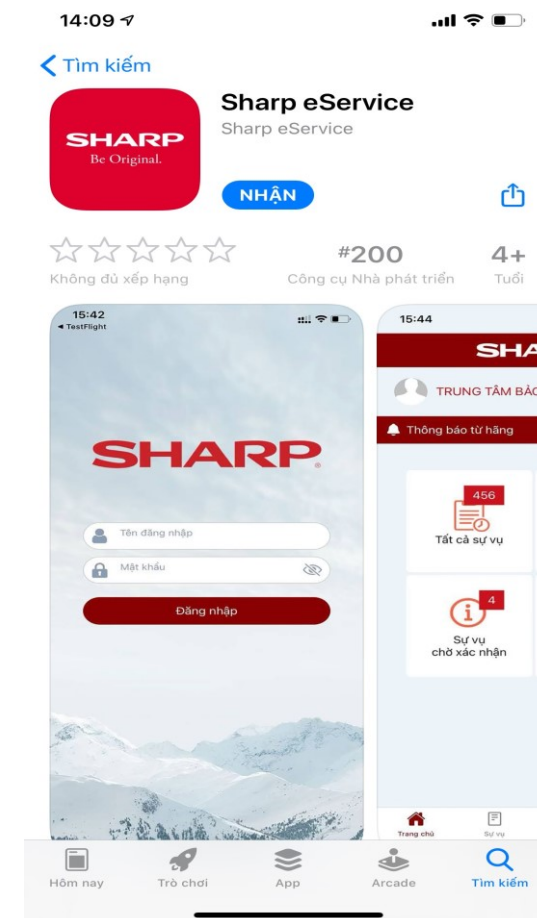 14:09
Tìm kiếm
SHARP
Be Original.
Sharp eService
Sharp eService
NHẬN
Không đủ xếp hạng
#200
Công cụ Nhà phát triển
4+
Tuổi
15:42
TestFlight
SHARP
Tên đăng nhập
Mật khẩu
Đăng nhập
15:44
SHA
TRUNG TÂM BẢO
Thông báo từ hãng
456
Tất cả sự vụ
4
Sự vụ
chờ xác nhận
Trang chủ
Sự vụ
Hôm nay
Trò chơi
App
Arcade
Tìm kiếm